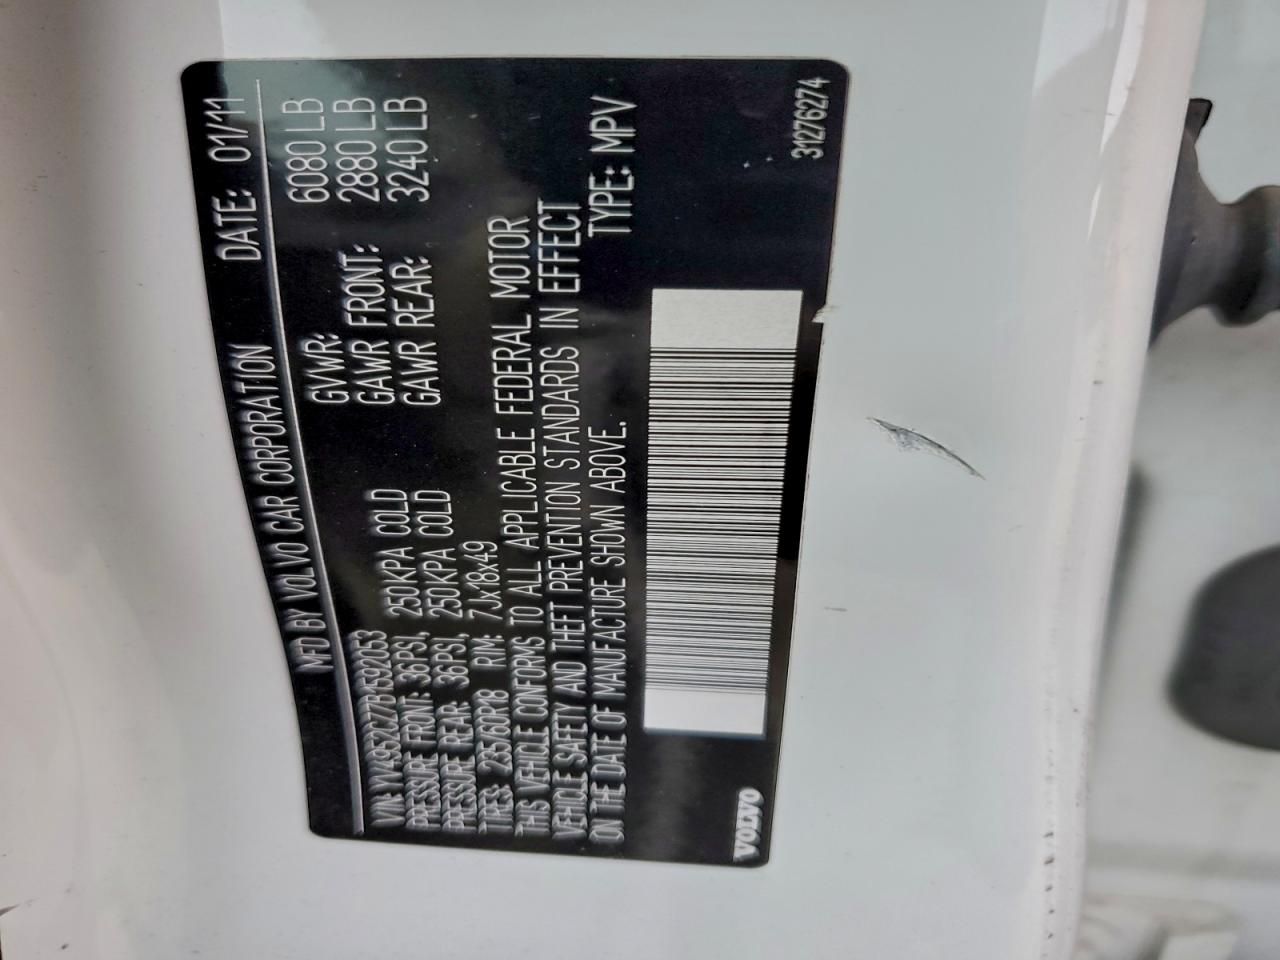 MFD BY VOLVO CAR CORPORATION DATE: 01/11
VIN: YV4952CZ7B1592053 GVWR: 6080 LB
PRESSURE FRONT: 36PSI, 250KPA COLD GAWR FRONT: 2880 LB
PRESSURE REAR: 36PSI, 250KPA COLD GAWR REAR: 3240 LB
TIRES: 235/60R18 RIM: 7Jx18x49
THIS VEHICLE CONFORMS TO ALL APPLICABLE FEDERAL MOTOR
VEHICLE SAFETY AND THEFT PREVENTION STANDARDS IN EFFECT
ON THE DATE OF MANUFACTURE SHOWN ABOVE. TYPE: MPV
VOLVO 31276274